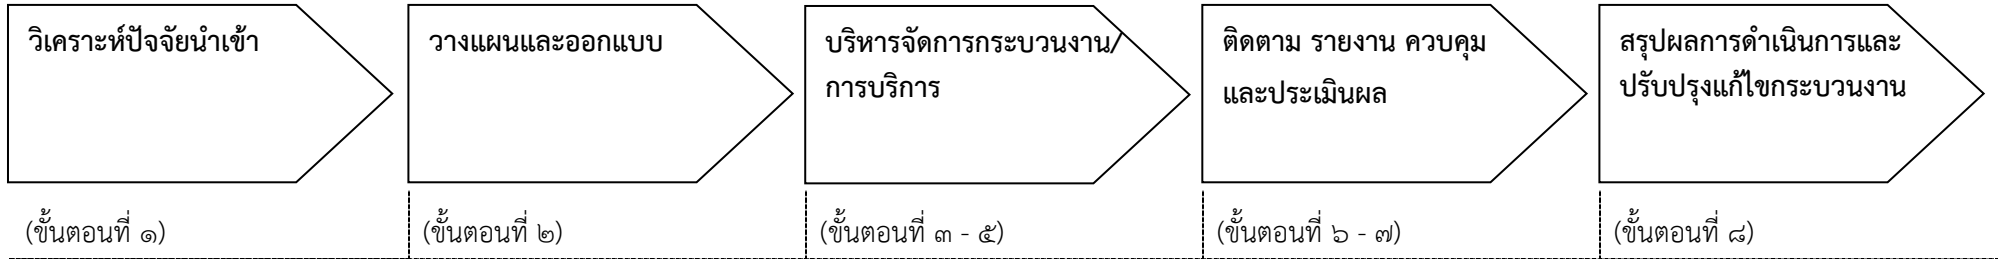 วิเคราะห์ปัจจัยนำเข้า
วางแผนและออกแบบ
บริหารจัดการกระบวนงาน/
การบริการ
ติดตาม รายงาน ควบคุม
และประเมินผล
สรุปผลการดำเนินการและ
ปรับปรุงแก้ไขกระบวนงาน
(ขั้นตอนที่ ๑)
(ขั้นตอนที่ ๒)
(ขั้นตอนที่ ๓ - ๕)
(ขั้นตอนที่ ๖ - ๗)
(ขั้นตอนที่ ๘)